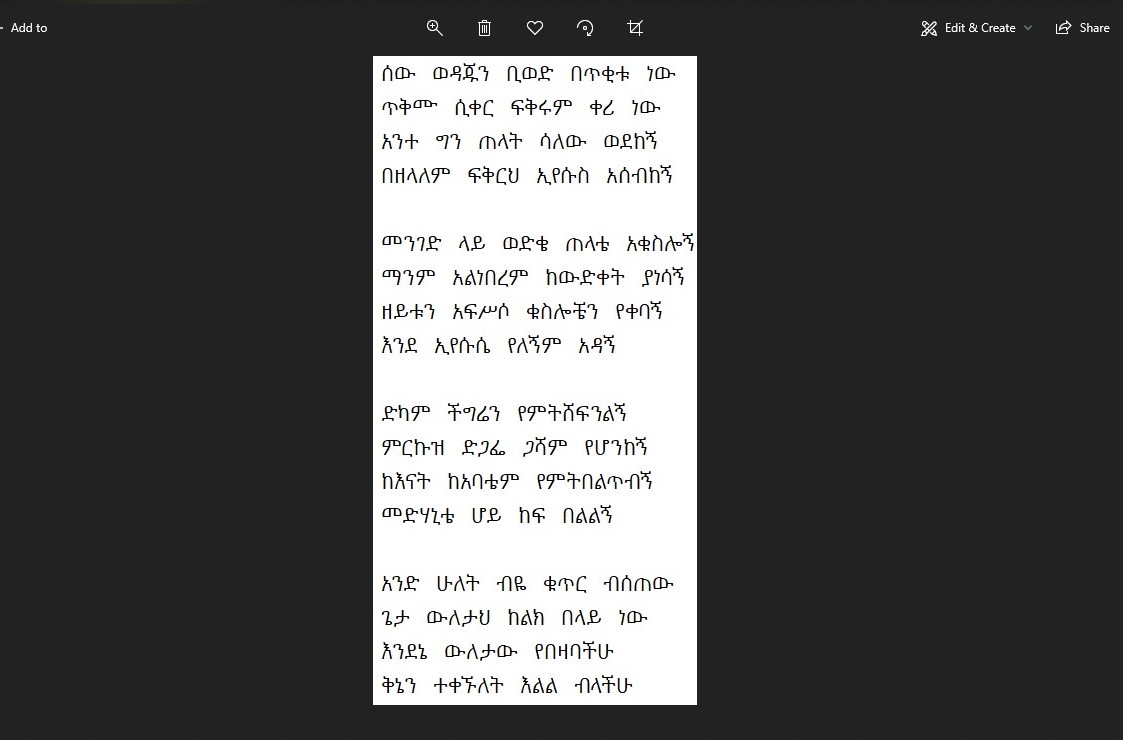 Add to
Edit & Create
Share
ሰው ወዳጁን ቢወድ በጥቂቱ ነው
ጥቅሙ ሲቀር ፍቅሩም ቀሪ ነው
አንተ ግን ጠላት ሳለው ወደከኝ
በዘላለም ፍቅርህ ኢየሱስ አሰብከኝ
መንገድ ላይ ወድቄ ጠላቴ አቁስሎኝ
ማንም አልነበረም ከውድቀት ያነሳኝ
ዘይቱን አፍሥሶ ቁስሎቼን የቀባኝ
እንደ ኢየሱሴ የለኝም አዳኝ
ድካም ችግሬን የምትሸፍንልኝ
ምርኩዝ ድጋፌ ጋሻም የሆንከኝ
ከእናት ከአባቴም የምትበልጥብኝ
መድሃኒቴ ሆይ ከፍ በልልኝ
አንድ ሁለት ብዬ ቁጥር ብሰጠው
ጌታ ውለታህ ከልክ በላይ ነው
እንደኔ ውለታው የበዛባችሁ
ቅኔን ተቀኙለት እልል ብላችሁ